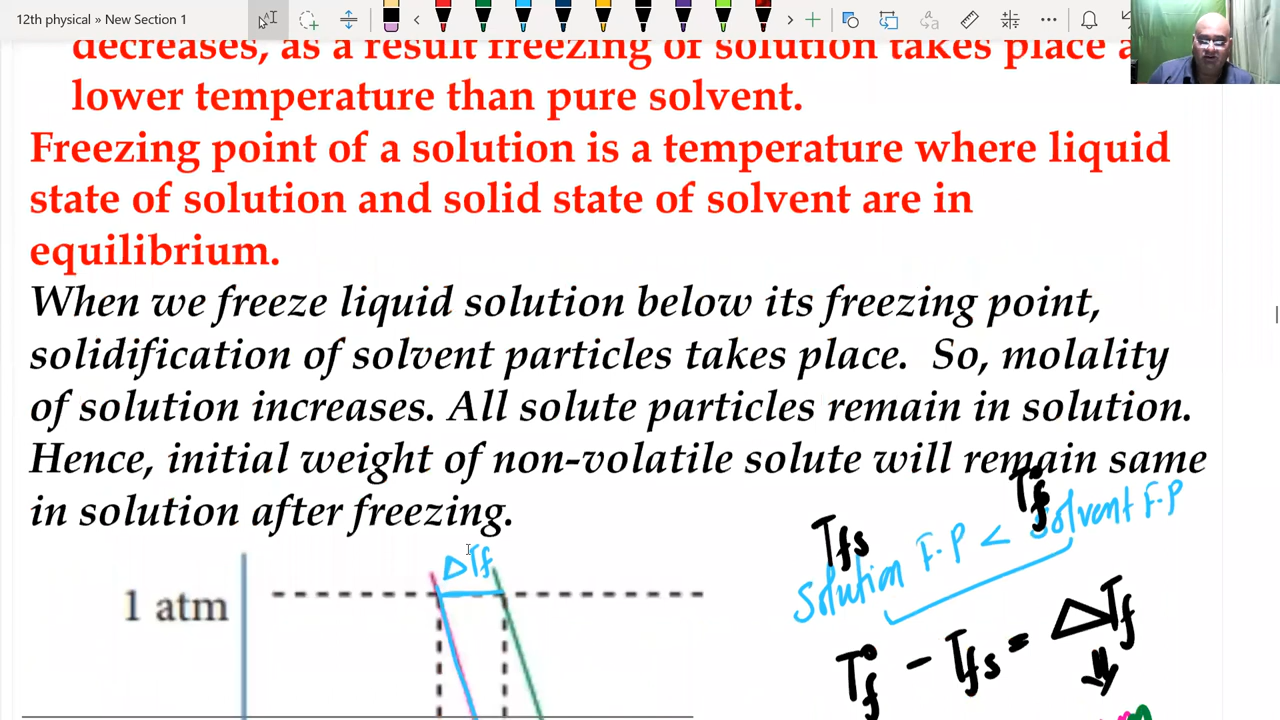 12th physical » New Section 1
decreases, as a result freezing of solution takes place a
lower temperature than pure solvent.
Freezing point of a solution is a temperature where liquid
state of solution and solid state of solvent are in
equilibrium.
When we freeze liquid solution below its freezing point,
solidification of solvent particles takes place. So, molality
of solution increases. All solute particles remain in solution.
Hence, initial weight of non-volatile solute will remain same
in solution after freezing.
Tfs
Tf°
Solution F.P < Solvent F.P
ΔTf
1 atm
Tf° - Tfs = ΔTf